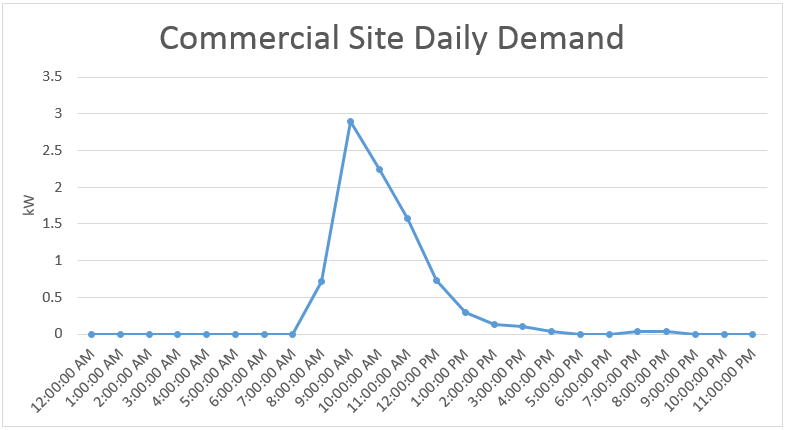 Commercial Site Daily Demand
3.5
3
2.5
2
1.5
1
0.5
0
kW
12:00:00 AM
1:00:00 AM
2:00:00 AM
3:00:00 AM
4:00:00 AM
5:00:00 AM
6:00:00 AM
7:00:00 AM
8:00:00 AM
9:00:00 AM
10:00:00 AM
11:00:00 AM
12:00:00 PM
1:00:00 PM
2:00:00 PM
3:00:00 PM
4:00:00 PM
5:00:00 PM
6:00:00 PM
7:00:00 PM
8:00:00 PM
9:00:00 PM
10:00:00 PM
11:00:00 PM